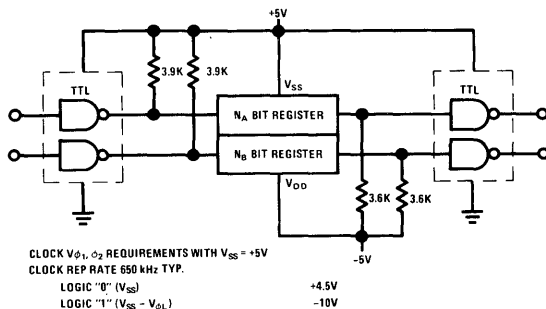 +5V
TTL
3.9K
3.9K
VSS
TTL
NA BIT REGISTER
NB BIT REGISTER
VDD
3.6K
3.6K
-5V
CLOCK Vϕ1, ϕ2 REQUIREMENTS WITH VSS = +5V
CLOCK REP RATE 650 kHz TYP.
LOGIC "0" (VSS) +4.5V
LOGIC "1" (VSS - VϕL) -10V